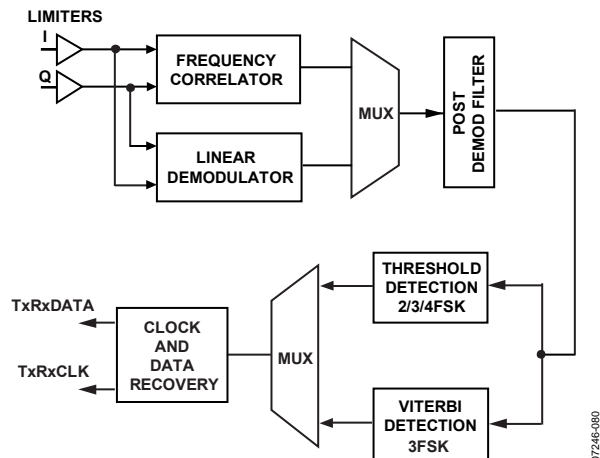 LIMITERS
I
Q
FREQUENCY
CORRELATOR
LINEAR
DEMODULATOR
MUX
POST
DEMOD FILTER
THRESHOLD
DETECTION
2/3/4FSK
VITERBI
DETECTION
3FSK
MUX
CLOCK
AND
DATA
RECOVERY
TxRxDATA
TxRxCLK
07246-080